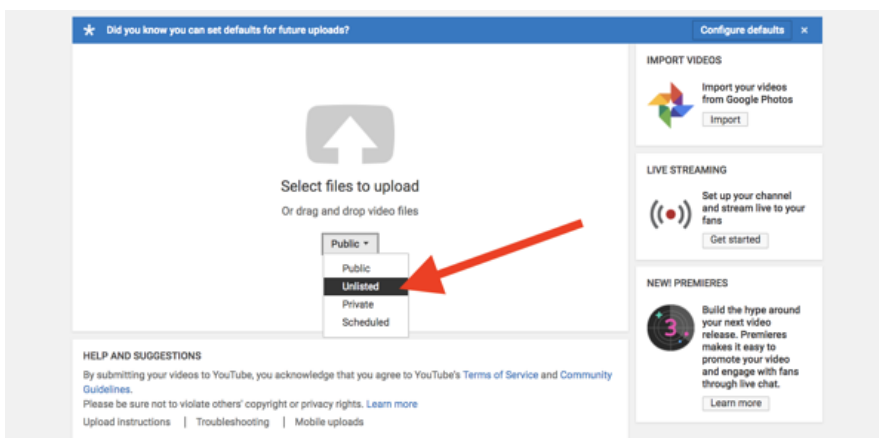 Did you know you can set defaults for future uploads?
Configure defaults ×
IMPORT VIDEOS
Import your videos
from Google Photos
Import
Select files to upload
Or drag and drop video files
Public
Public
Unlisted
Private
Scheduled
LIVE STREAMING
Set up your channel
and stream live to your
fans
Get started
NEW! PREMIERES
3
Build the hype around
your next video
release. Premieres
makes it easy to
promote your video
and engage with fans
through live chat.
Learn more
HELP AND SUGGESTIONS
By submitting your videos to YouTube, you acknowledge that you agree to YouTube's Terms of Service and Community
Guidelines.
Please be sure not to violate others' copyright or privacy rights. Learn more
Upload instructions | Troubleshooting | Mobile uploads